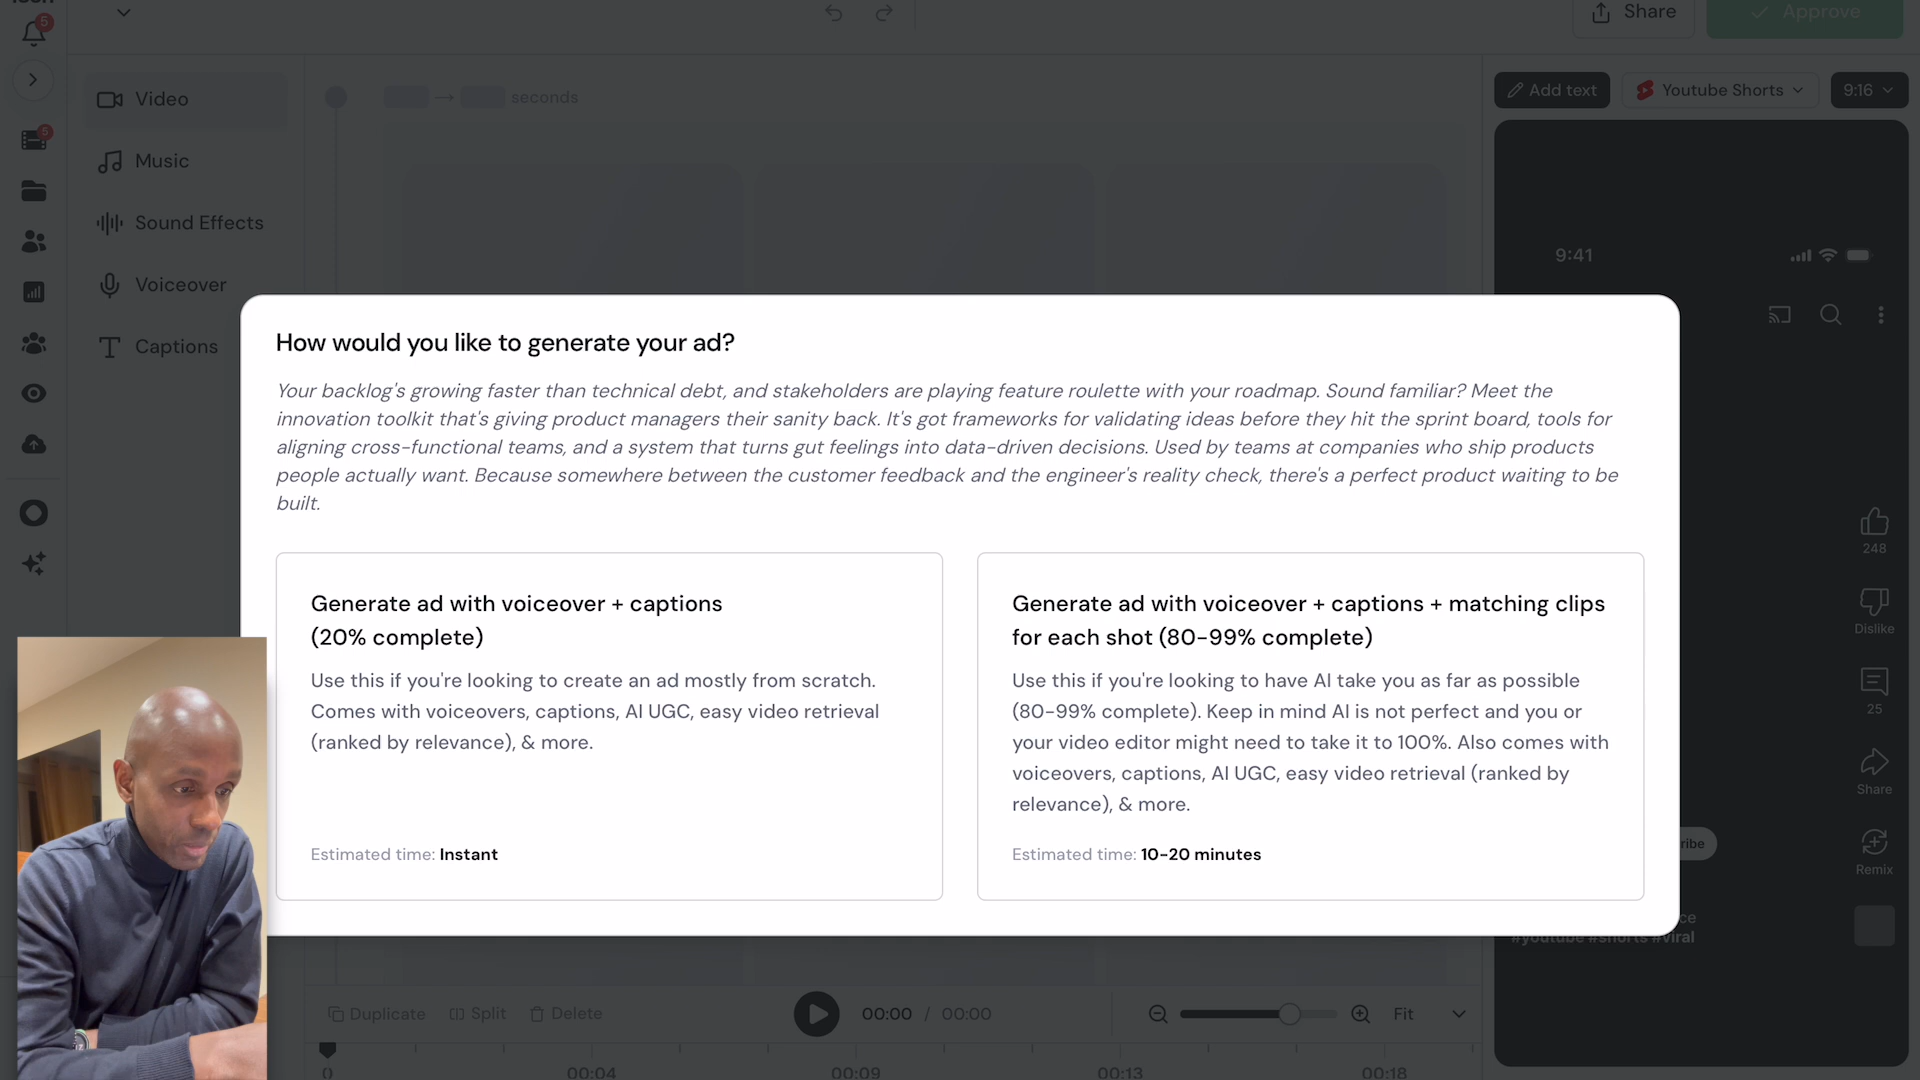 5
Share
Approve
Video
seconds
Add text
Youtube Shorts
9:16
5
Music
Sound Effects
9:41
Voiceover
Captions
How would you like to generate your ad?
Your backlog's growing faster than technical debt, and stakeholders are playing feature roulette with your roadmap. Sound familiar? Meet the
innovation toolkit that's giving product managers their sanity back. It's got frameworks for validating ideas before they hit the sprint board, tools for
aligning cross-functional teams, and a system that turns gut feelings into data-driven decisions. Used by teams at companies who ship products
people actually want. Because somewhere between the customer feedback and the engineer's reality check, there's a perfect product waiting to be
built.
Generate ad with voiceover + captions
(20% complete)
Use this if you're looking to create an ad mostly from scratch.
Comes with voiceovers, captions, AI UGC, easy video retrieval
(ranked by relevance), & more.
Estimated time: Instant
Generate ad with voiceover + captions + matching clips
for each shot (80-99% complete)
Use this if you're looking to have AI take you as far as possible
(80-99% complete). Keep in mind AI is not perfect and you or
your video editor might need to take it to 100%. Also comes with
voiceovers, captions, AI UGC, easy video retrieval (ranked by
relevance), & more.
Estimated time: 10-20 minutes
248
Dislike
25
Share
ribe
Remix
ce
#youtube #shorts #viral
Duplicate
Split
Delete
00:00 / 00:00
Fit
0
00:04
00:09
00:13
00:18